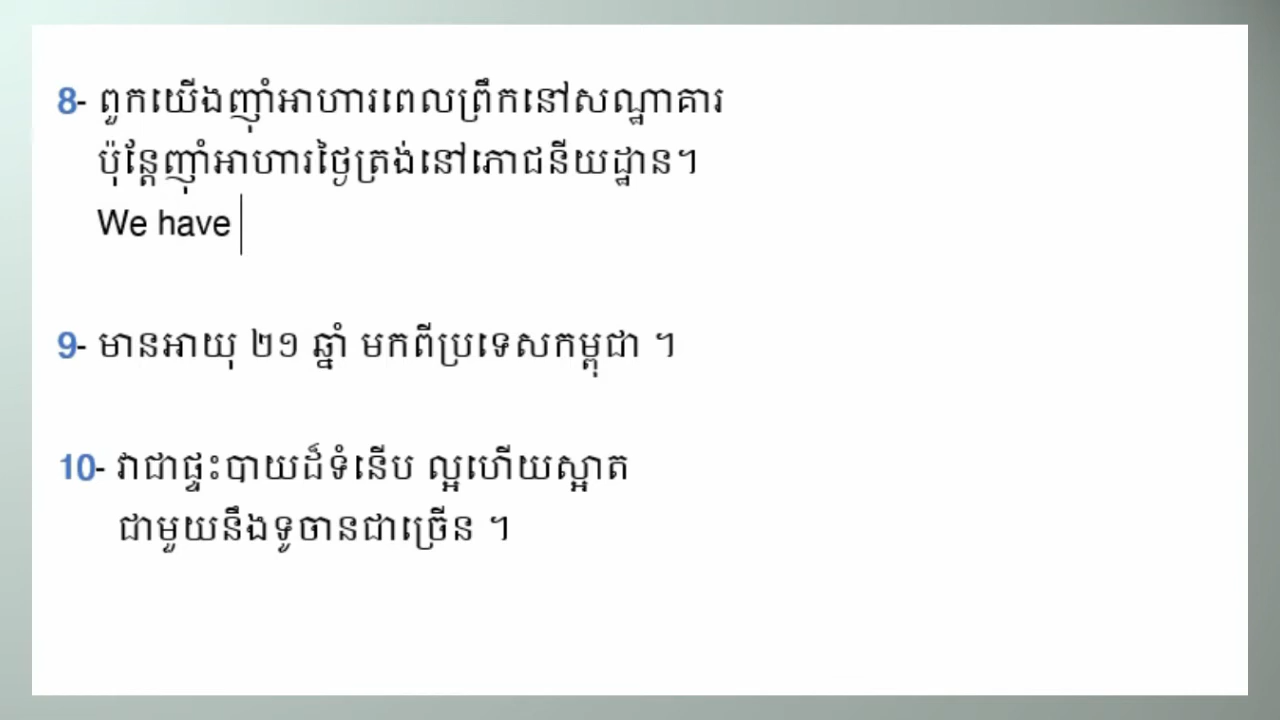 8- ពួកយើងញ៉ាំអាហារពេលព្រឹកនៅសណ្ឋាគារ
ប៉ុន្តែញ៉ាំអាហារថ្ងៃត្រង់នៅភោជនីយដ្ឋាន។
We have
9- មានអាយុ ២១ ឆ្នាំ មកពីប្រទេសកម្ពុជា ។
10- វាជាផ្ទះបាយដ៏ទំនើប ល្អហើយស្អាត
ជាមួយនឹងទូចានជាច្រើន ។